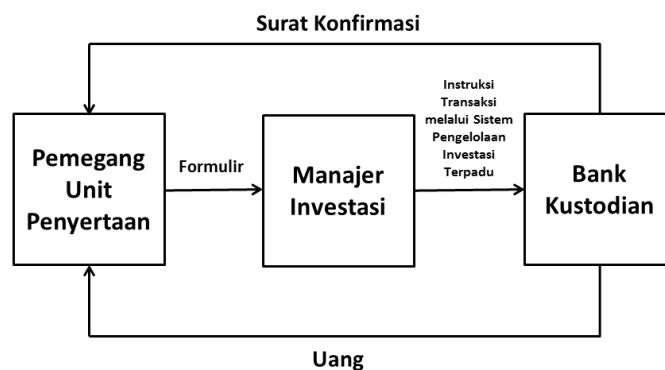 Surat Konfirmasi
Pemegang
Unit
Penyertaan
Formulir
Manajer
Investasi
Instruksi
Transaksi
melalui Sistem
Pengelolaan
Investasi
Terpadu
Bank
Kustodian
Uang